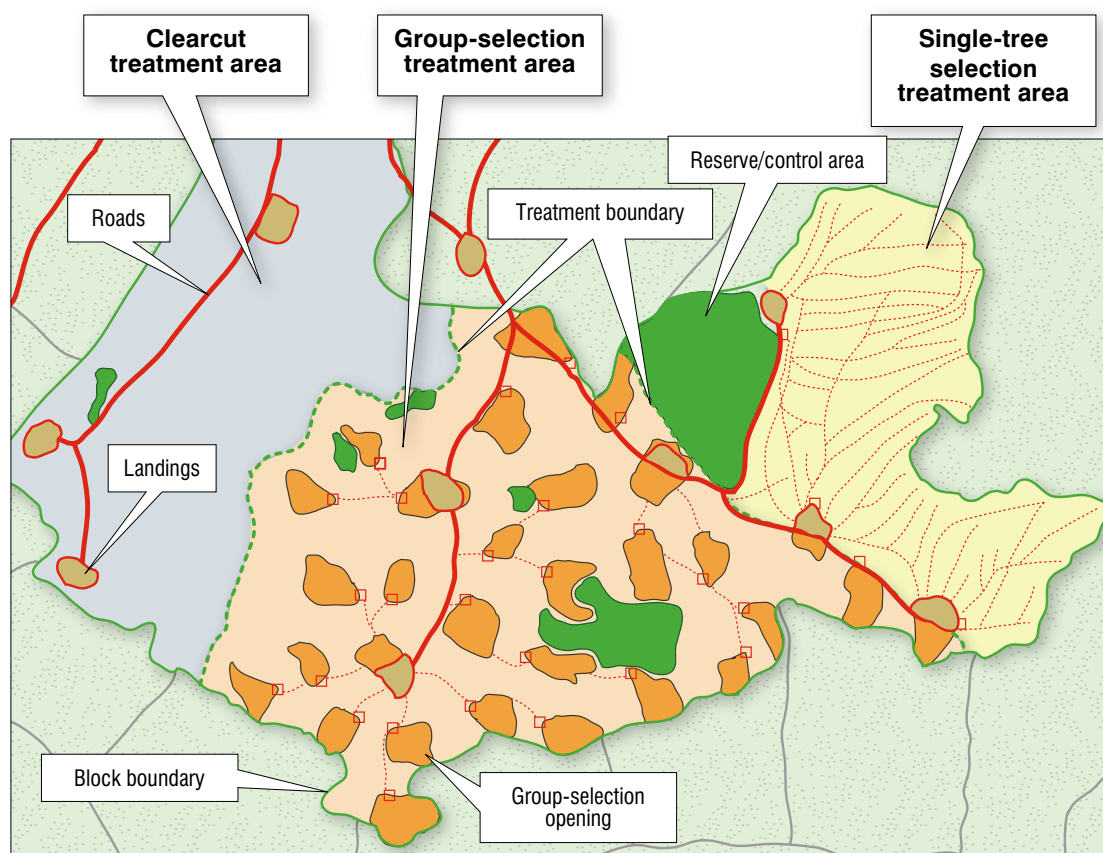 Clearcut
treatment area
Group-selection
treatment area
Single-tree
selection
treatment area
Reserve/control area
Roads
Treatment boundary
Landings
Block boundary
Group-selection
opening